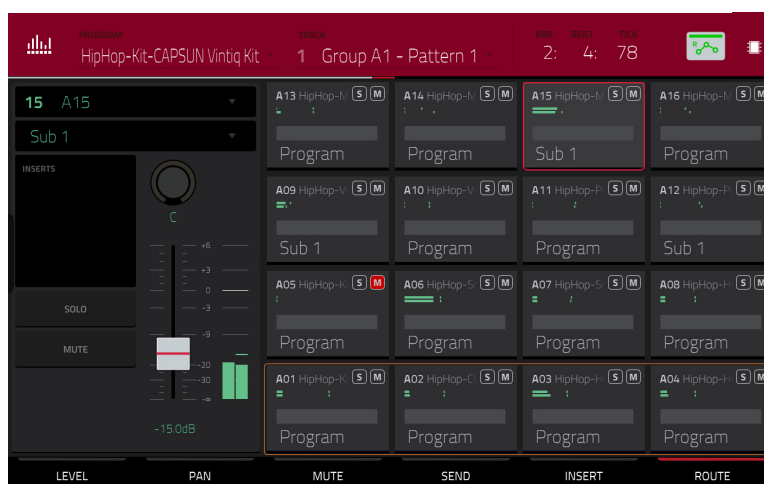 PROGRAM TRACK BAR BEAT TICK
HipHop-Kit-CAPSUN Vintiq Kit 1 Group A1 - Pattern 1 2: 4: 78
R
15 A15
Sub 1
INSERTS
C
+6
+3
0
-3
-9
-20
-30
-∞
SOLO
MUTE
-15.0dB
A13 HipHop-M S M
Program
A14 HipHop-M S M
Program
A15 HipHop-M S M
Sub 1
A16 HipHop-M S M
Program
A09 HipHop-V S M
Sub 1
A10 HipHop-V S M
Program
A11 HipHop-P S M
Program
A12 HipHop-P S M
Sub 1
A05 HipHop-K S M
Program
A06 HipHop-S S M
Program
A07 HipHop-S S M
Program
A08 HipHop-H S M
Program
A01 HipHop-K S M
Program
A02 HipHop-C S M
Program
A03 HipHop-H S M
Program
A04 HipHop-H S M
Program
LEVEL PAN MUTE SEND INSERT ROUTE